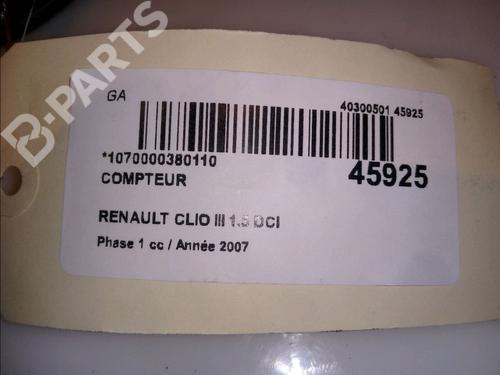 B-PARTS
GA
40300501 45925
*1070000380110
45925
COMPTEUR
RENAULT CLIO III 1.5 DCI
Phase 1 cc / Année 2007